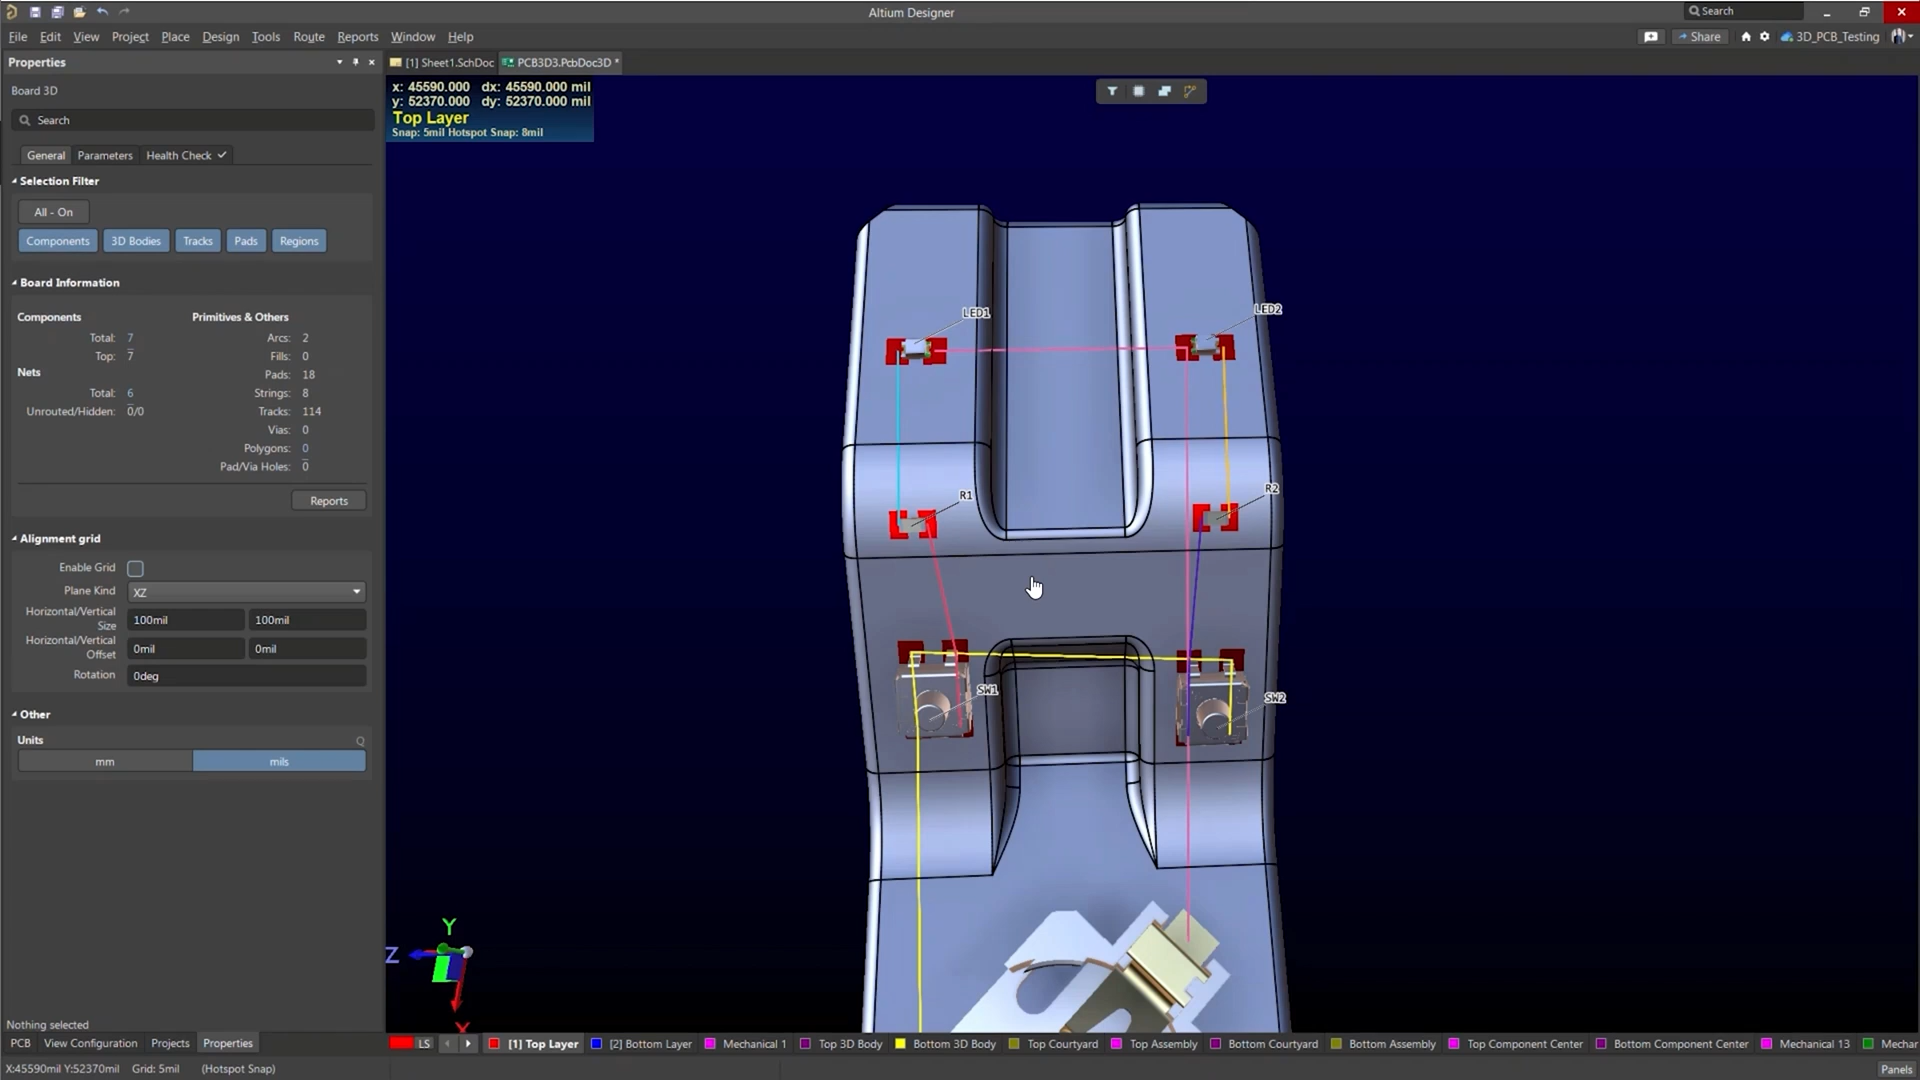 Altium Designer
Search
File Edit View Project Place Design Tools Route Reports Window Help
Share
3D_PCB_Testing
Properties
[1] Sheet1.SchDoc
PCB3D3.PcbDoc3D *
Board 3D
Search
General Parameters Health Check
Selection Filter
All - On
Components 3D Bodies Tracks Pads Regions
Board Information
Components Primitives & Others
Total: 7 Arcs: 2
Top: 7 Fills: 0
Nets Pads: 18
Total: 6 Strings: 8
Unrouted/Hidden: 0/0 Tracks: 114
Vias: 0
Polygons: 0
Pad/Via Holes: 0
Reports
Alignment grid
Enable Grid
Plane Kind XZ
Horizontal/Vertical
Size 100mil 100mil
Horizontal/Vertical
Offset 0mil 0mil
Rotation 0deg
Other
Units
mm mils
Nothing selected
PCB View Configuration Projects Properties
x: 45590.000 dx: 45590.000 mil
y: 52370.000 dy: 52370.000 mil
Top Layer
Snap: 5mil Hotspot Snap: 8mil
LED1 LED2
R1 R2
SW1 SW2
Y
Z
X
LS [1] Top Layer [2] Bottom Layer Mechanical 1 Top 3D Body Bottom 3D Body Top Courtyard Top Assembly Bottom Courtyard Bottom Assembly Top Component Center Bottom Component Center Mechanical 13 Mechar
X:45590mil Y:52370mil Grid: 5mil (Hotspot Snap)
Panels